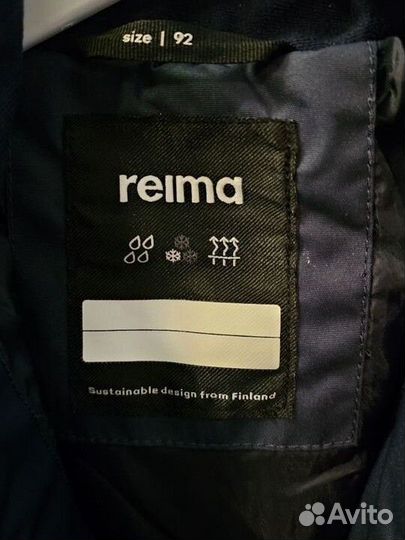 size | 92
reima
Sustainable design from Finland
Avito